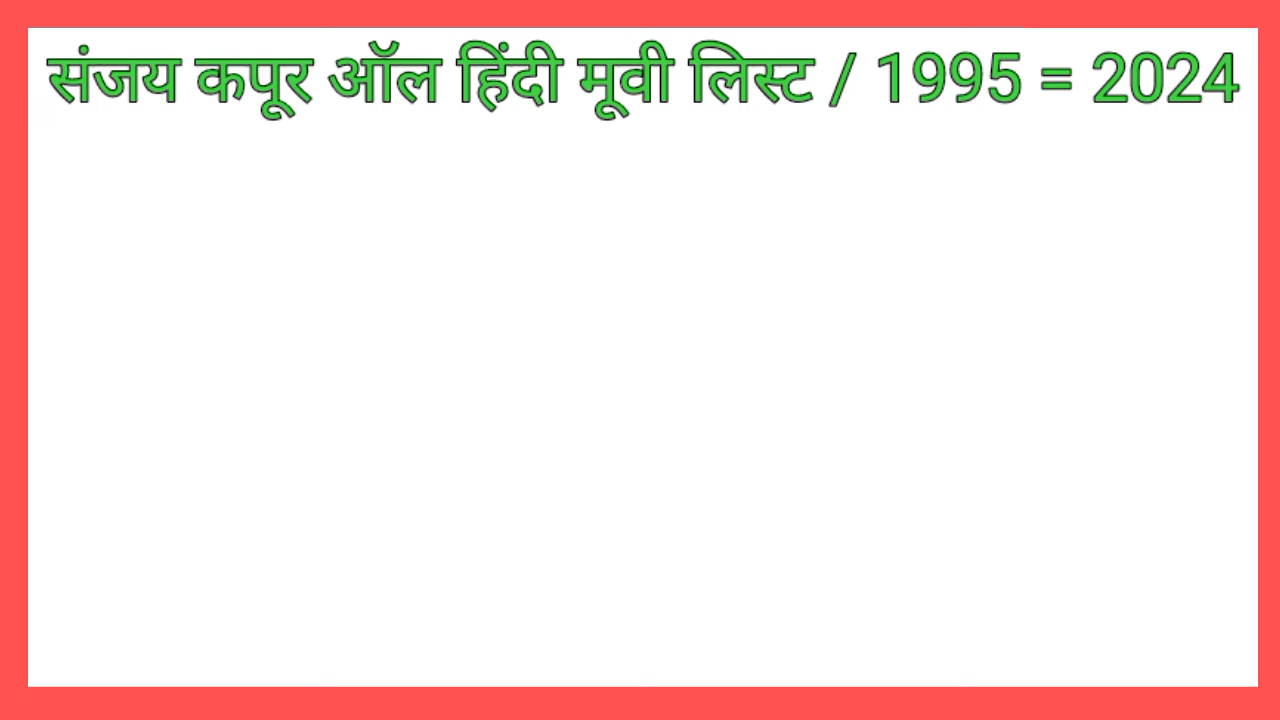 संजय कपूर ऑल हिंदी मूवी लिस्ट / 1995 = 2024